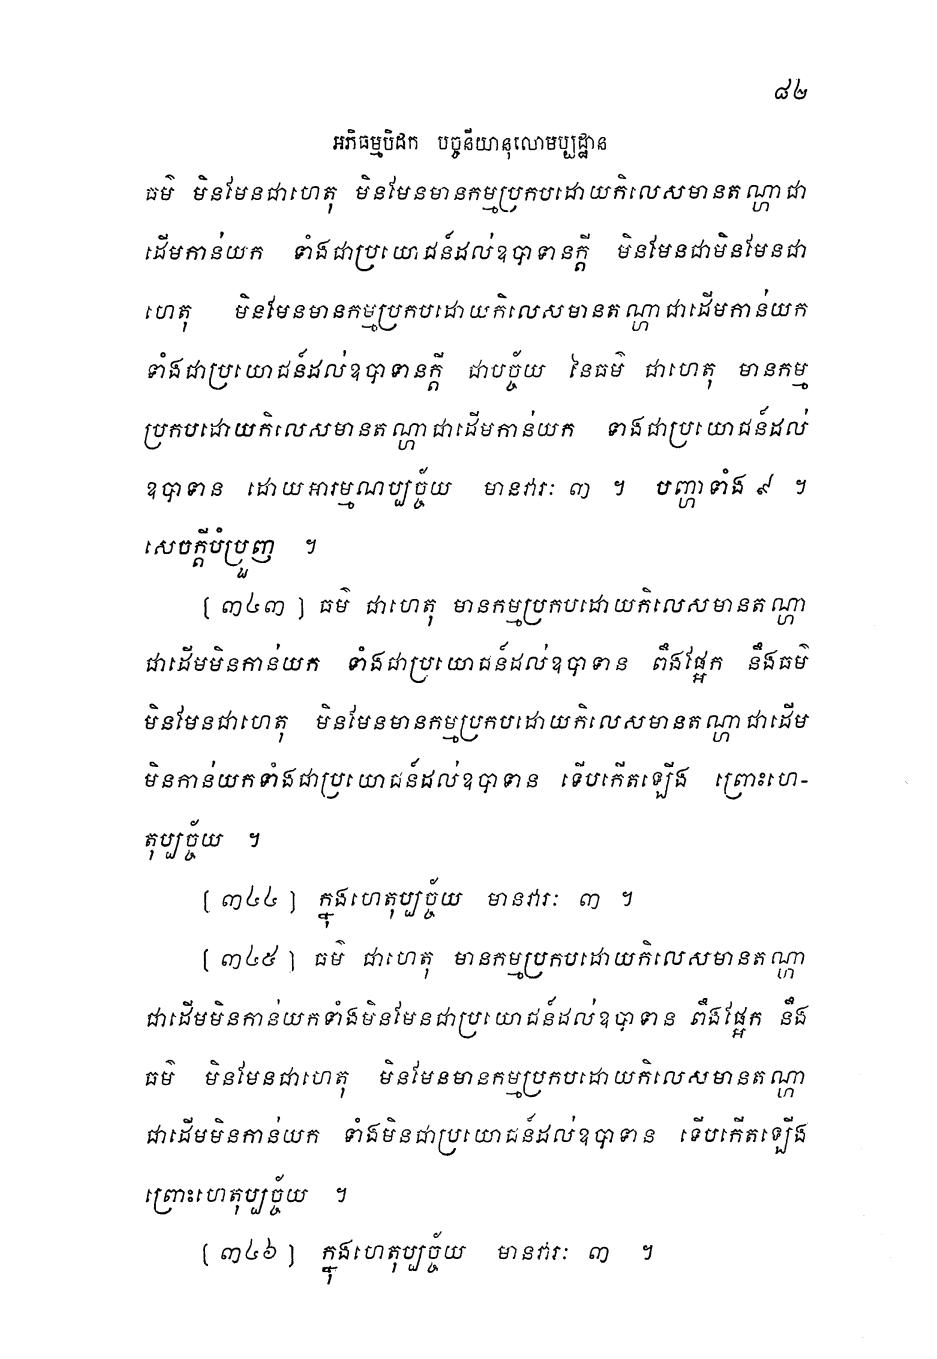 ៨២
អភិធម្មបិដក បច្ចនីយានុលោមប្បដ្ឋាន
ធម៌ មិនមែនជាហេតុ មិនមែនមានកម្មប្រកបដោយកិលេសមានតណ្ហាជា
ដើមកាន់យក ទាំងជាប្រយោជន៍ដល់ឧបាទានក្តី មិនមែនជាមិនមែនជា
ហេតុ មិនមែនមានកម្មប្រកបដោយកិលេសមានតណ្ហាជាដើមកាន់យក
ទាំងជាប្រយោជន៍ដល់ឧបាទានក្តី ជាបច្ច័យ នៃធម៌ ជាហេតុ មានកម្ម
ប្រកបដោយកិលេសមានតណ្ហាជាដើមកាន់យក ទាងជាប្រយោជន៍ដល់
ឧបាទាន ដោយអារម្មណប្បច្ច័យ មានវារៈ ៣ ។ បញ្ហាទាំង ៩ ។
សេចក្តីបំប្រួញ ។
[ ៣៤៣ ] ធម៌ ជាហេតុ មានកម្មប្រកបដោយកិលេសមានតណ្ហា
ជាដើមមិនកាន់យក ទាំងជាប្រយោជន៍ដល់ឧបាទាន ពឹងផ្អែក នឹងធម៌
មិនមែនជាហេតុ មិនមែនមានកម្មប្រកបដោយកិលេសមានតណ្ហាជាដើម
មិនកាន់យកទាំងជាប្រយោជន៍ដល់ឧបាទាន ទើបកើតឡើង ព្រោះហេ-
តុប្បច្ច័យ ។
[ ៣៤៤ ] ក្នុងហេតុប្បច្ច័យ មានវារៈ ៣ ។
[ ៣៤៥ ] ធម៌ ជាហេតុ មានកម្មប្រកបដោយកិលេសមានតណ្ហា
ជាដើមមិនកាន់យកទាំងមិនមែនជាប្រយោជន៍ដល់ឧបាទាន ពឹងផ្អែក នឹង
ធម៌ មិនមែនជាហេតុ មិនមែនមានកម្មប្រកបដោយកិលេសមានតណ្ហា
ជាដើមមិនកាន់យក ទាំងមិនជាប្រយោជន៍ដល់ឧបាទាន ទើបកើតឡើង
ព្រោះហេតុប្បច្ច័យ ។
[ ៣៤៦ ] ក្នុងហេតុប្បច្ច័យ មានវារៈ ៣ ។